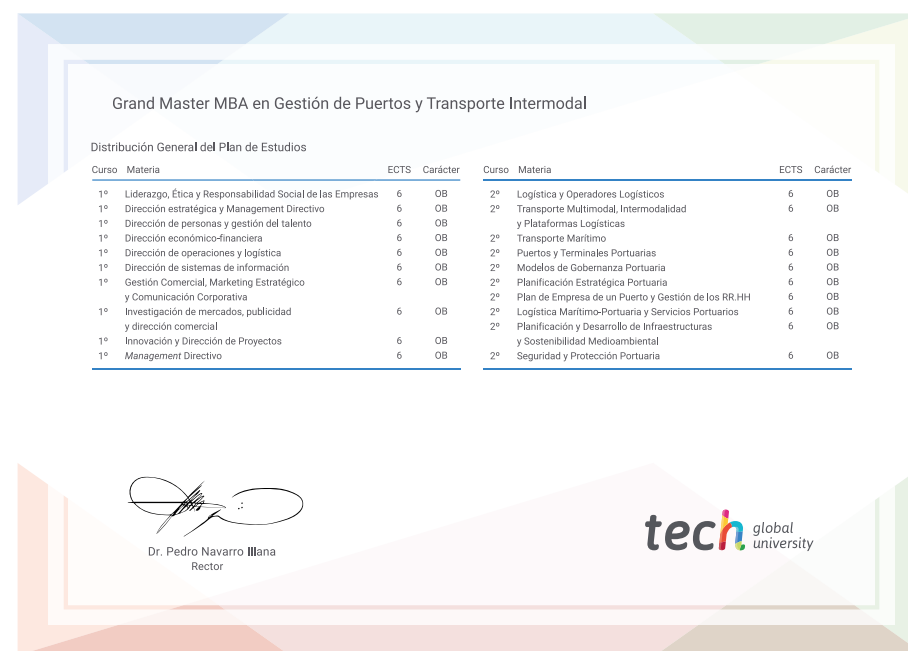 Grand Master MBA en Gestión de Puertos y Transporte Intermodal
Distribución General del Plan de Estudios
Curso Materia ECTS Carácter
1º Liderazgo, Ética y Responsabilidad Social de las Empresas 6 OB
1º Dirección estratégica y Management Directivo 6 OB
1º Dirección de personas y gestión del talento 6 OB
1º Dirección económico-financiera 6 OB
1º Dirección de operaciones y logística 6 OB
1º Dirección de sistemas de información 6 OB
1º Gestión Comercial, Marketing Estratégico 6 OB
y Comunicación Corporativa
1º Investigación de mercados, publicidad 6 OB
y dirección comercial
1º Innovación y Dirección de Proyectos 6 OB
1º Management Directivo 6 OB
Curso Materia ECTS Carácter
2º Logística y Operadores Logísticos 6 OB
2º Transporte Multimodal, Intermodalidad 6 OB
y Plataformas Logísticas
2º Transporte Marítimo 6 OB
2º Puertos y Terminales Portuarias 6 OB
2º Modelos de Gobernanza Portuaria 6 OB
2º Planificación Estratégica Portuaria 6 OB
2º Plan de Empresa de un Puerto y Gestión de los RR.HH 6 OB
2º Logística Marítimo-Portuaria y Servicios Portuarios 6 OB
2º Planificación y Desarrollo de Infraestructuras 6 OB
y Sostenibilidad Medioambiental
2º Seguridad y Protección Portuaria 6 OB
Dr. Pedro Navarro Illana
Rector
tech global
university